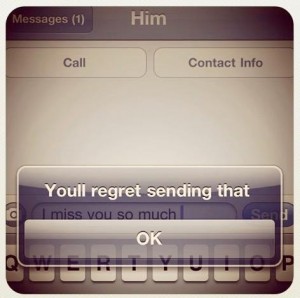 Messages (1)
Him
Call
Contact Info
Youll regret sending that
I miss you so much
Send
OK
Q W E R T Y U I O P